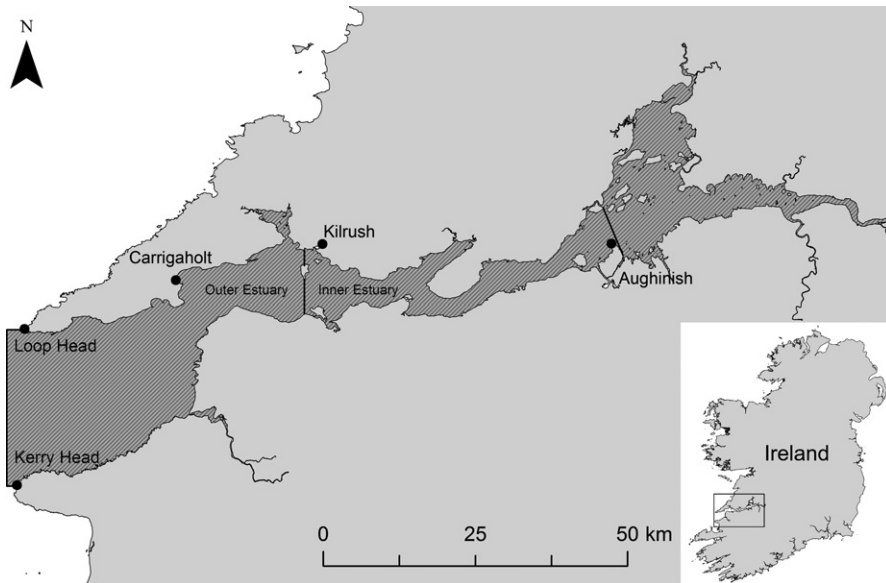 N
Kilrush
Carrigaholt
Outer Estuary
Inner Estuary
Aughinish
Loop Head
Kerry Head
Ireland
0 25 50 km